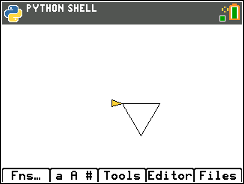 PYTHON SHELL
Fns… a A # Tools Editor Files